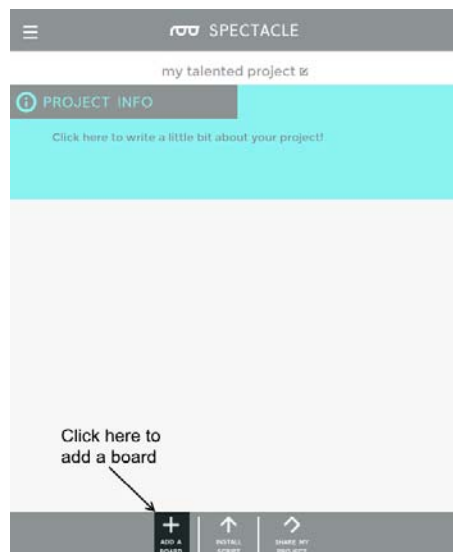 SPECTACLE
my talented project
PROJECT INFO
Click here to write a little bit about your project!
Click here to
add a board
ADD A
BOARD
INSTALL
SCRIPT
SHARE MY
PROJECT